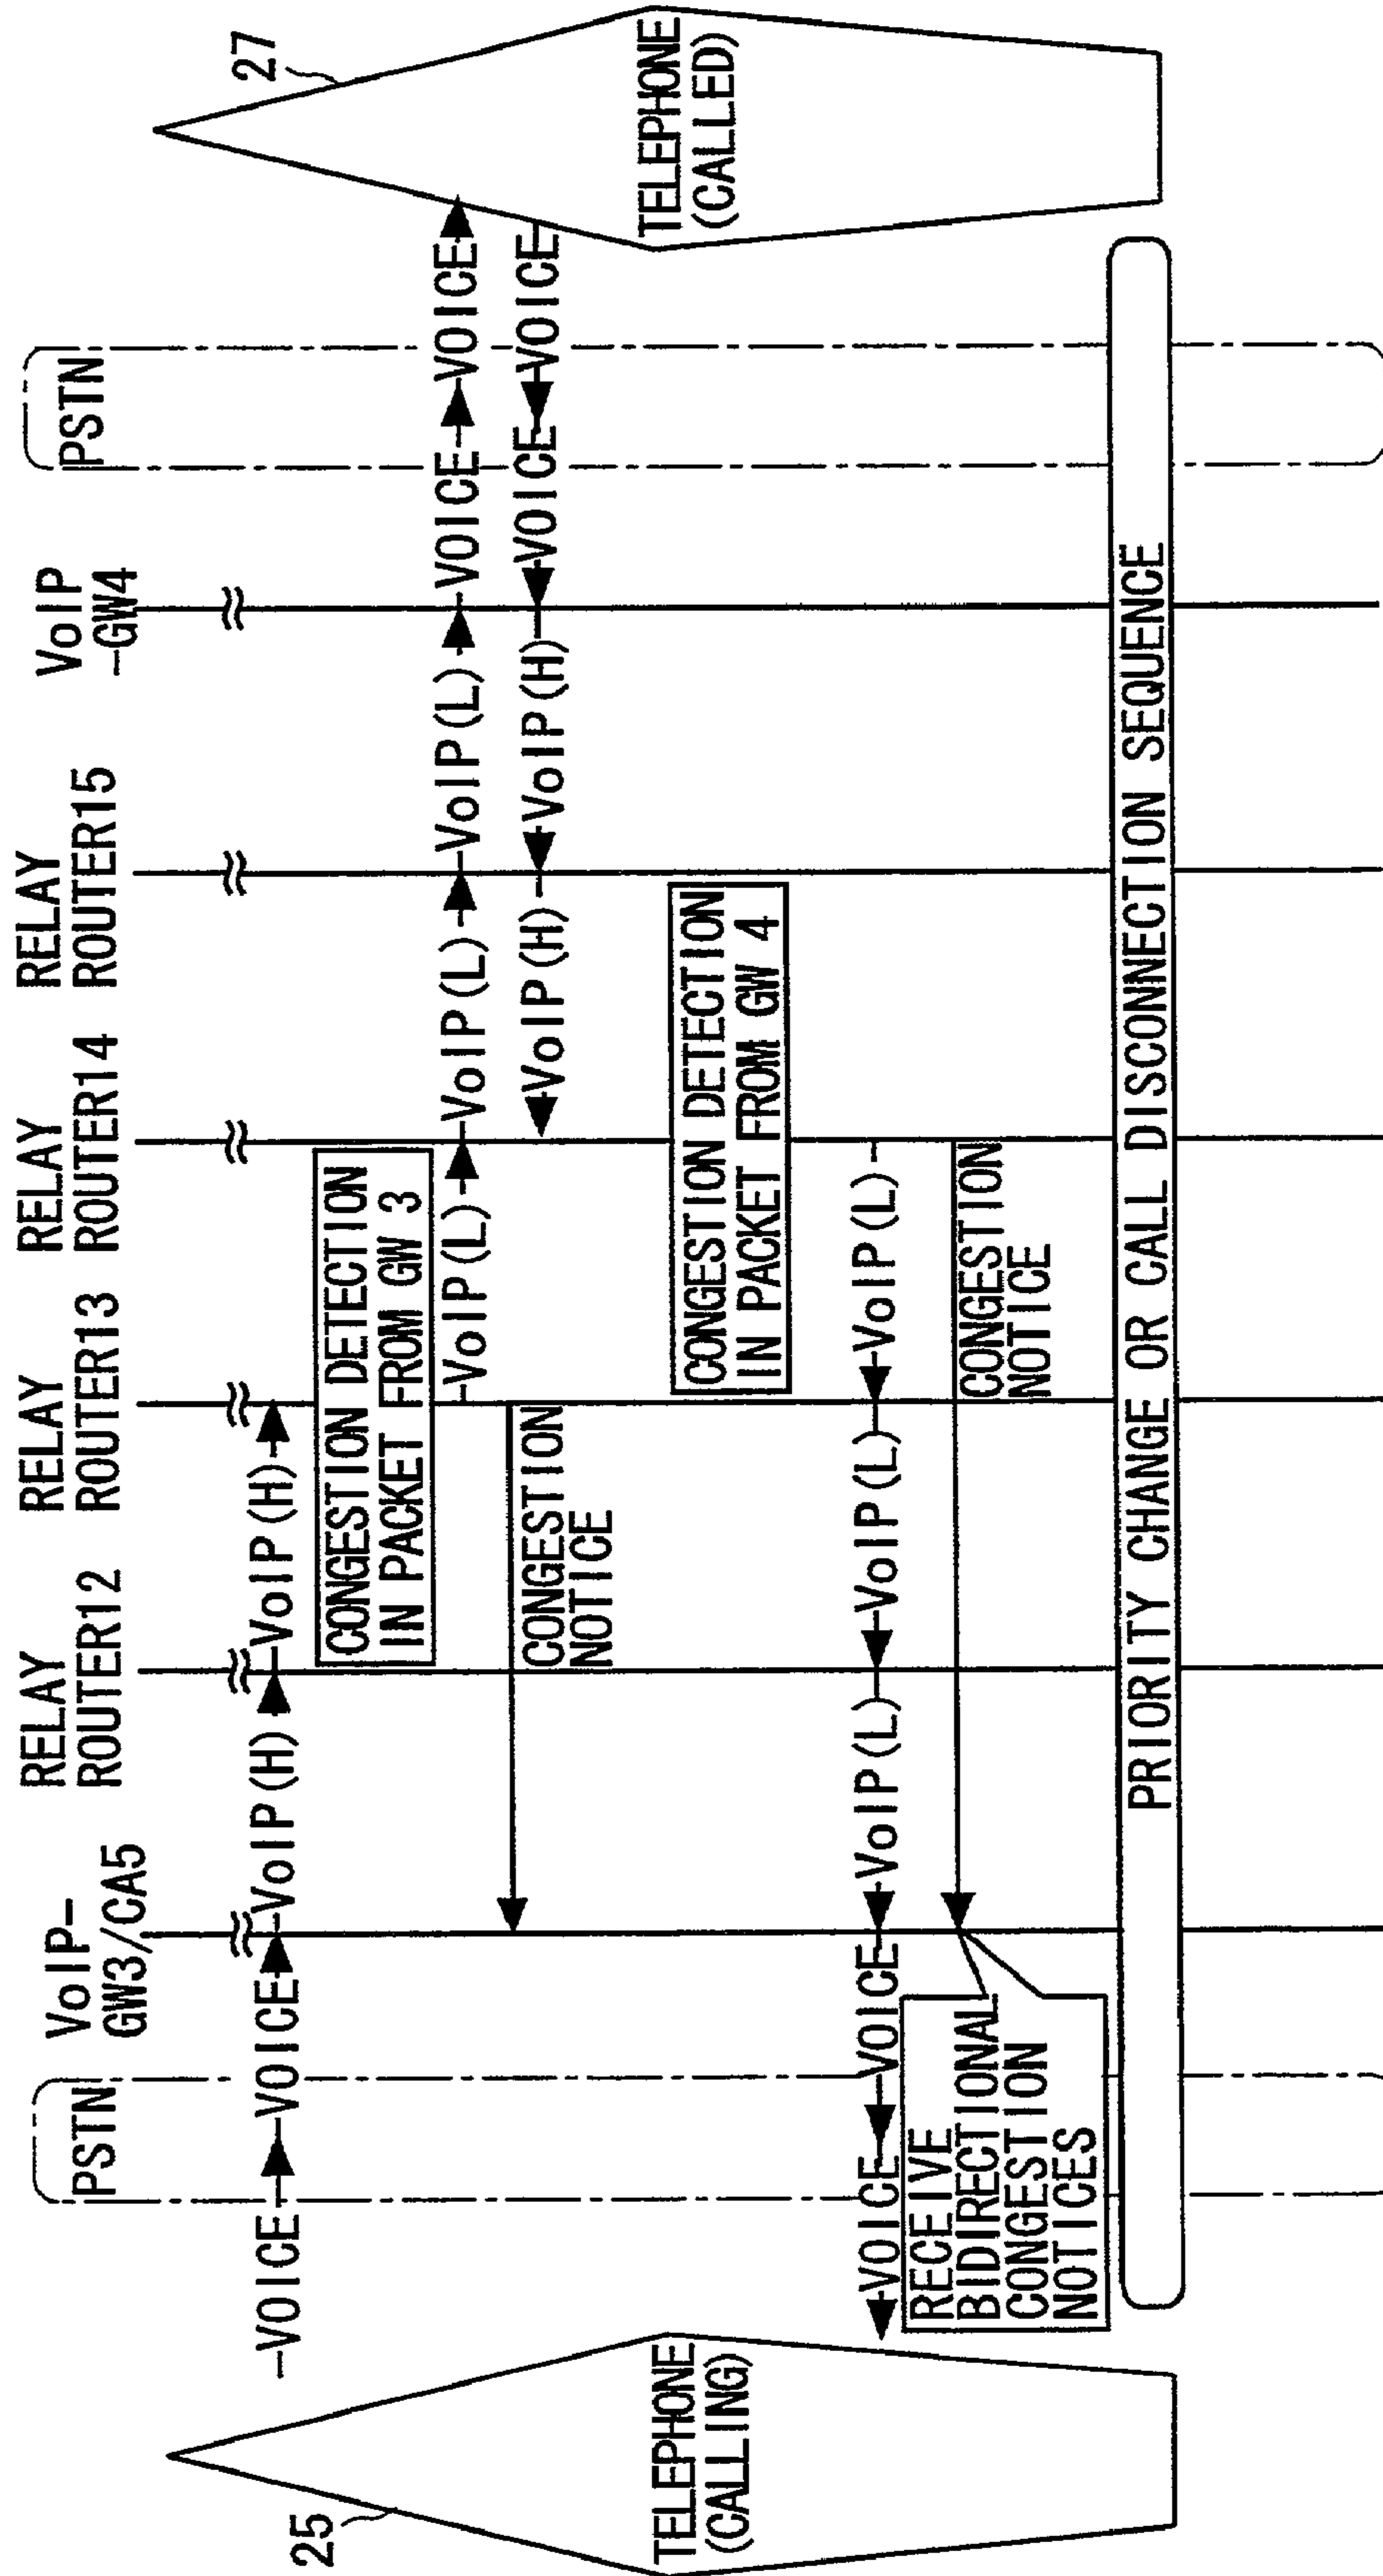 25
TELEPHONE
(CALLING)
PSTN
VoIP-
GW3/CA5
RELAY
ROUTER12
RELAY
ROUTER13
RELAY
ROUTER14
RELAY
ROUTER15
VoIP
-GW4
PSTN
27
TELEPHONE
(CALLED)
VOICE
VOICE
VoIP(H)
VoIP(H)
CONGESTION DETECTION
IN PACKET FROM GW 3
VoIP(L)
VoIP(L)
VoIP(L)
VOICE
VOICE
CONGESTION
NOTICE
VoIP(H)
VoIP(H)
VOICE
VOICE
CONGESTION DETECTION
IN PACKET FROM GW 4
VOICE
VOICE
VoIP(L)
VoIP(L)
VoIP(L)
CONGESTION
NOTICE
RECEIVE
BIDIRECTIONAL
CONGESTION
NOTICES
PRIORITY CHANGE OR CALL DISCONNECTION SEQUENCE